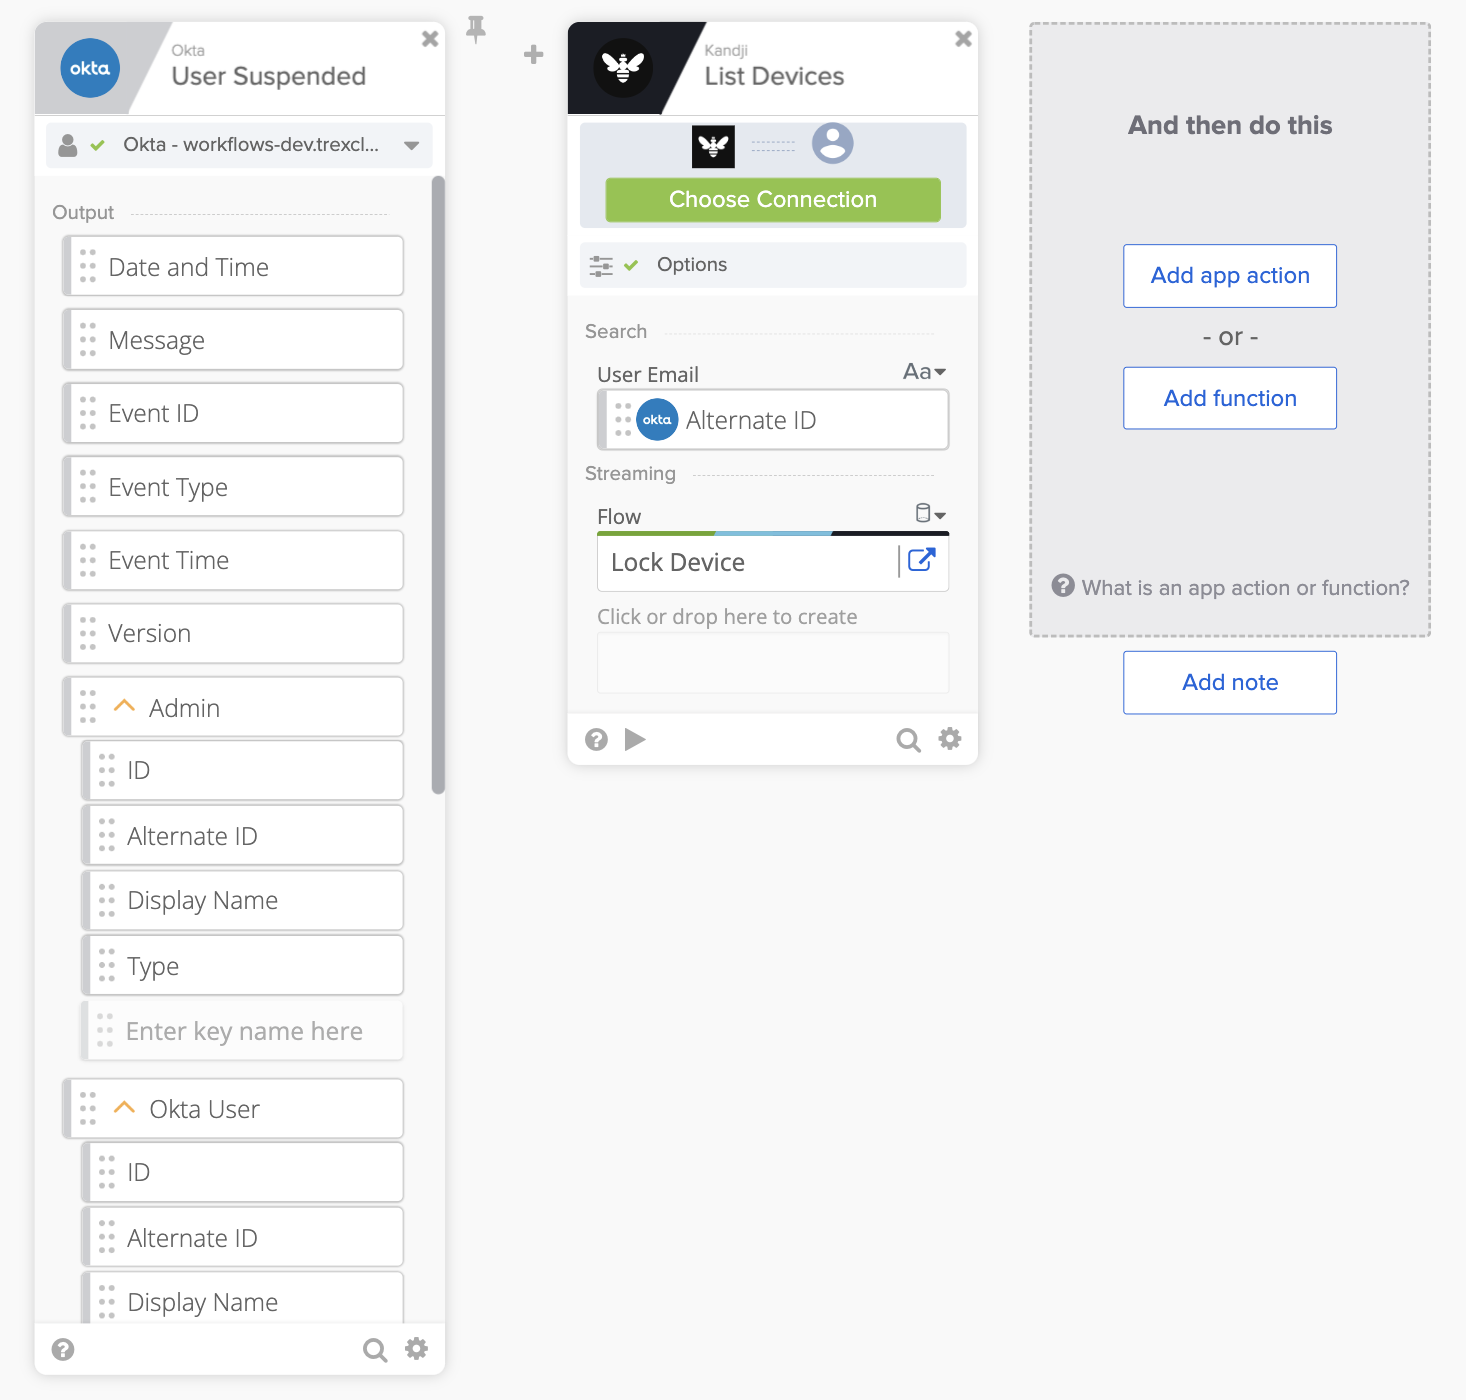 okta
Okta
User Suspended
Okta - workflows-dev.trexcl...
Output
Date and Time
Message
Event ID
Event Type
Event Time
Version
Admin
ID
Alternate ID
Display Name
Type
Enter key name here
Okta User
ID
Alternate ID
Display Name
Kandji
List Devices
Choose Connection
Options
Search
User Email
Aa
okta Alternate ID
Streaming
Flow
Lock Device
Click or drop here to create
And then do this
Add app action
- or -
Add function
What is an app action or function?
Add note